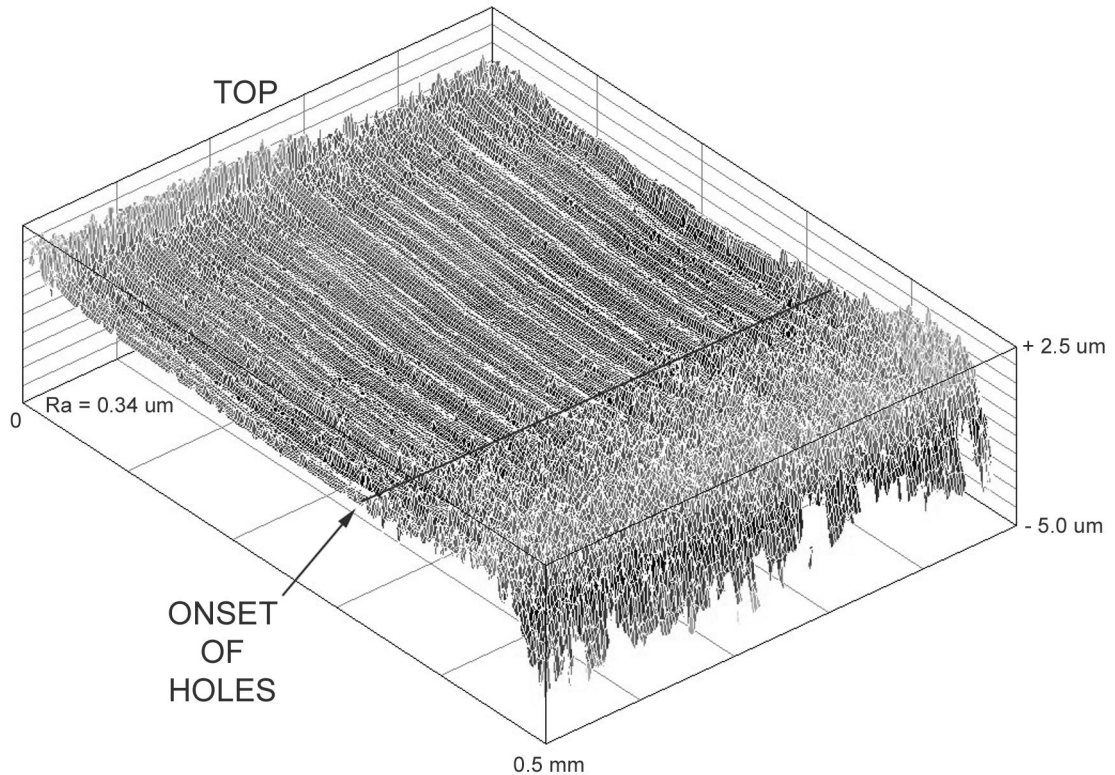 TOP
+ 2.5 um
Ra = 0.34 um
0
- 5.0 um
ONSET
OF
HOLES
0.5 mm